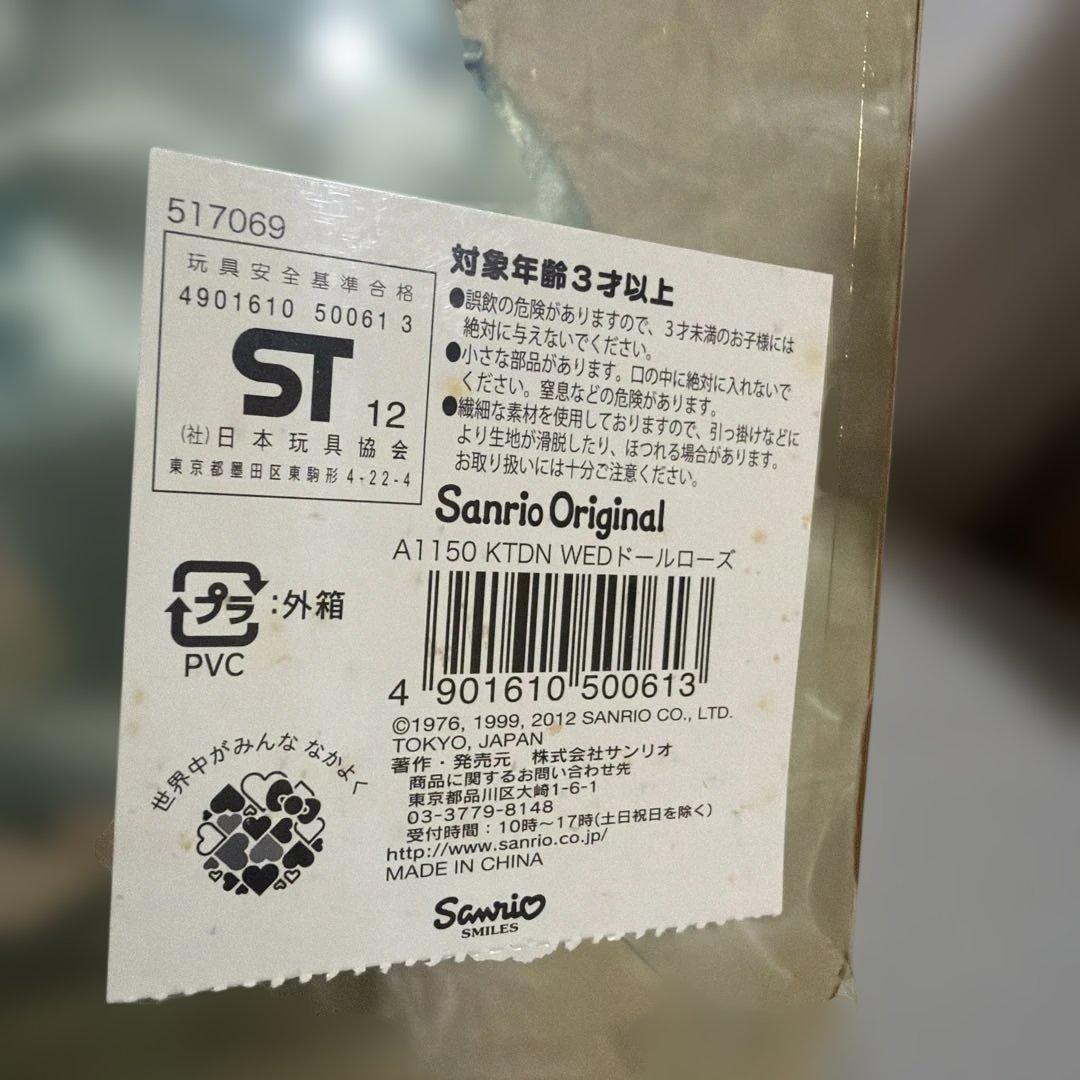 517069
玩具安全基準合格
4901610 50061 3
ST 12
(社)日本玩具協会
東京都墨田区東駒形 4-22-4
対象年齢3才以上
●誤飲の危険がありますので、3才未満のお子様には
絶対に与えないでください。
●小さな部品があります。口の中に絶対に入れないで
ください。窒息などの危険があります。
●繊細な素材を使用しておりますので、引っ掛けなどに
より生地が滑脱したり、ほつれる場合があります。
お取り扱いには十分ご注意ください。
Sanrio Original
A1150 KTDN WEDドールローズ
プラ:外箱
PVC
4 901610 500613
©1976, 1999, 2012 SANRIO CO., LTD.
TOKYO, JAPAN
著作・発売元 株式会社サンリオ
商品に関するお問い合わせ先
東京都品川区大崎1-6-1
03-3779-8148
受付時間:10時〜17時(土日祝日を除く)
http://www.sanrio.co.jp/
MADE IN CHINA
世界中がみんな なかよく
Sanrio
SMILES